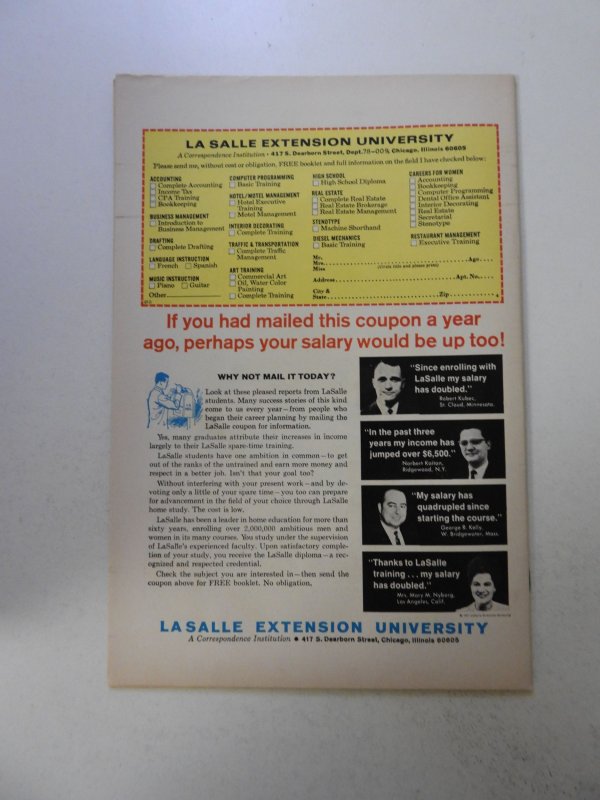 LA SALLE EXTENSION UNIVERSITY
A Correspondence Institution • 417 S. Dearborn Street, Dept. 78-009, Chicago, Illinois 60605
Please send me, without cost or obligation, FREE booklet and full information on the field I have checked below:
ACCOUNTING
Complete Accounting
Income Tax
CPA Training
Bookkeeping
BUSINESS MANAGEMENT
Introduction to
Business Management
DRAFTING
Complete Drafting
LANGUAGE INSTRUCTION
French Spanish
MUSIC INSTRUCTION
Piano Guitar
Other
COMPUTER PROGRAMMING
Basic Training
HOTEL/MOTEL MANAGEMENT
Hotel Executive
Training
Motel Management
INTERIOR DECORATING
Complete Training
TRAFFIC & TRANSPORTATION
Complete Traffic
Management
ART TRAINING
Commercial Art
Oil, Water Color
Painting
Complete Training
HIGH SCHOOL
High School Diploma
REAL ESTATE
Complete Real Estate
Real Estate Brokerage
Real Estate Management
STENOTYPE
Machine Shorthand
DIESEL MECHANICS
Basic Training
CAREERS FOR WOMEN
Accounting
Bookkeeping
Computer Programming
Dental Office Assistant
Interior Decorating
Real Estate
Secretarial
Stenotype
RESTAURANT MANAGEMENT
Executive Training
Mr.
Mrs. Age
Miss
(circle title and please print)
Address Apt. No.
City &
State Zip
If you had mailed this coupon a year
ago, perhaps your salary would be up too!
WHY NOT MAIL IT TODAY?
Look at these pleased reports from LaSalle
students. Many success stories of this kind
come to us every year—from people who
began their career planning by mailing the
LaSalle coupon for information.
Yes, many graduates attribute their increases in income
largely to their LaSalle spare-time training.
LaSalle students have one ambition in common—to get
out of the ranks of the untrained and earn more money and
respect in a better job. Isn't that your goal too?
Without interfering with your present work—and by de-
voting only a little of your spare time—you too can prepare
for advancement in the field of your choice through LaSalle
home study. The cost is low.
LaSalle has been a leader in home education for more than
sixty years, enrolling over 2,000,000 ambitious men and
women in its many courses. You study under the supervision
of LaSalle's experienced faculty. Upon satisfactory comple-
tion of your study, you receive the LaSalle diploma—a rec-
ognized and respected credential.
Check the subject you are interested in—then send the
coupon above for FREE booklet. No obligation.
"Since enrolling with
LaSalle my salary
has doubled."
Robert Kubec,
St. Cloud, Minnesota.
"In the past three
years my income has
jumped over $6,500."
Norbert Kaiton,
Ridgewood, N.Y.
"My salary has
quadrupled since
starting the course."
George B. Kelly,
W. Bridgewater, Mass.
"Thanks to LaSalle
training . . . my salary
has doubled."
Mrs. Mary M. Nyberg,
Los Angeles, Calif.
LA SALLE EXTENSION UNIVERSITY
A Correspondence Institution • 417 S. Dearborn Street, Chicago, Illinois 60605